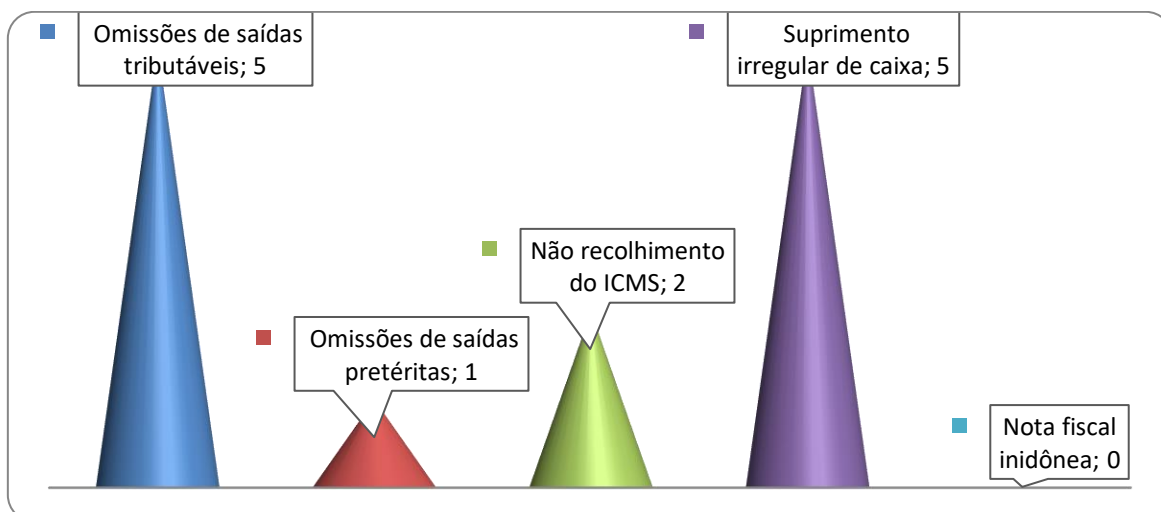 Omissões de saídas
tributáveis; 5
Omissões de saídas
pretéritas; 1
Não recolhimento
do ICMS; 2
Suprimento
irregular de caixa; 5
Nota fiscal
inidônea; 0